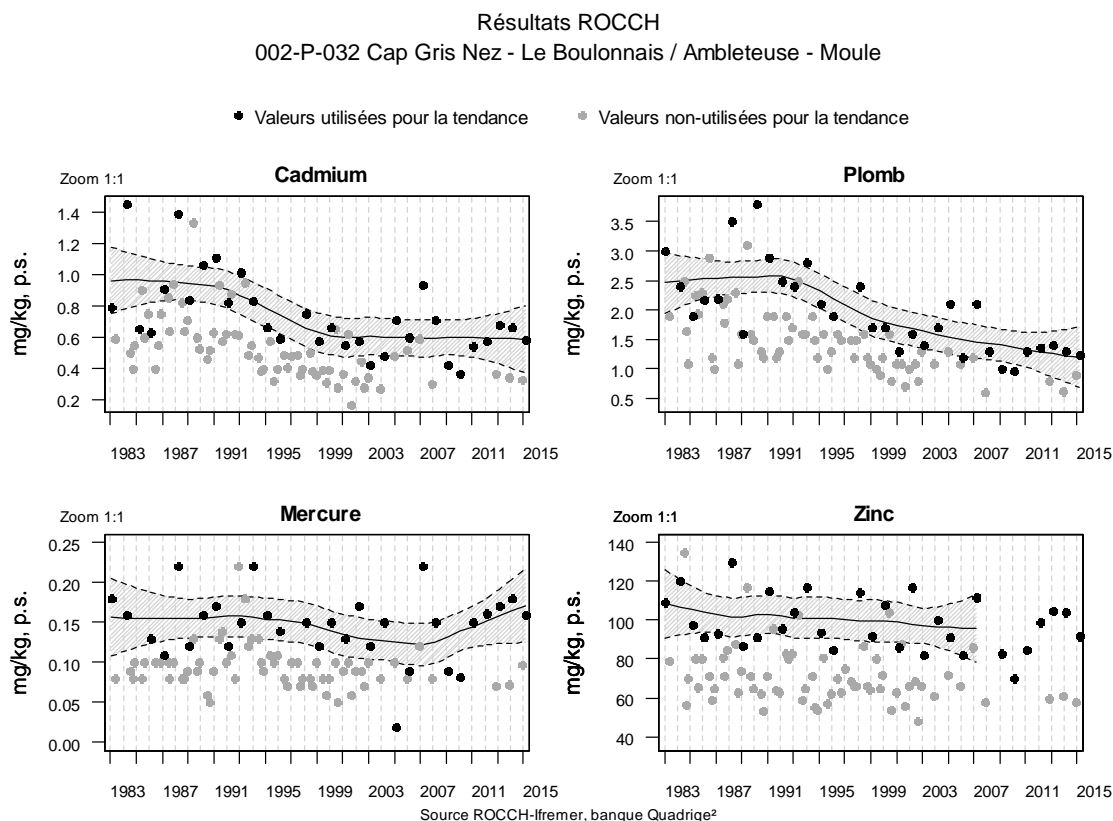 Résultats ROCCH
002-P-032 Cap Gris Nez - Le Boulonnais / Ambleteuse - Moule
Valeurs utilisées pour la tendance
Valeurs non-utilisées pour la tendance
Zoom 1:1
Cadmium
mg/kg, p.s.
1.4
1.2
1.0
0.8
0.6
0.4
0.2
1983 1987 1991 1995 1999 2003 2007 2011 2015
Zoom 1:1
Plomb
mg/kg, p.s.
3.5
3.0
2.5
2.0
1.5
1.0
0.5
1983 1987 1991 1995 1999 2003 2007 2011 2015
Zoom 1:1
Mercure
mg/kg, p.s.
0.25
0.20
0.15
0.10
0.05
0.00
1983 1987 1991 1995 1999 2003 2007 2011 2015
Zoom 1:1
Zinc
mg/kg, p.s.
140
120
100
80
60
40
1983 1987 1991 1995 1999 2003 2007 2011 2015
Source ROCCH-Ifremer, banque Quadrige²